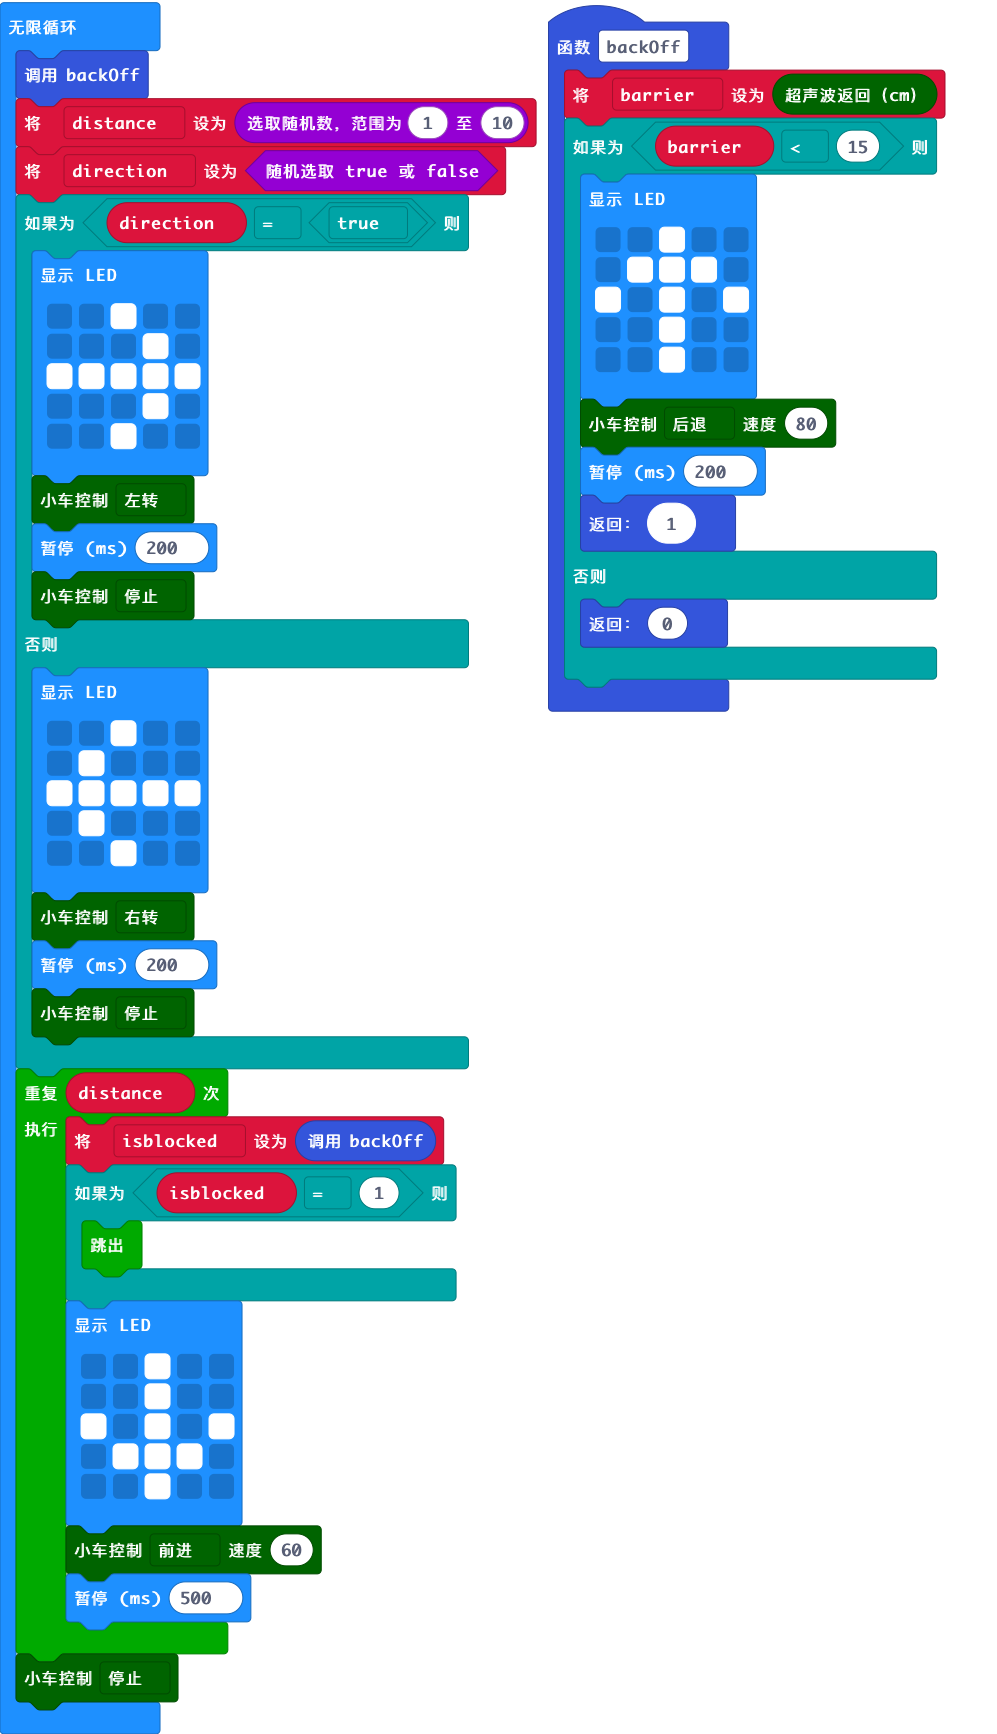 无限循环
调用 backOff
将 distance 设为 选取随机数，范围为 1 至 10
将 direction 设为 随机选取 true 或 false
如果为 direction = true 则
显示 LED
小车控制 左转
暂停 (ms) 200
小车控制 停止
否则
显示 LED
小车控制 右转
暂停 (ms) 200
小车控制 停止
重复 distance 次
执行
将 isblocked 设为 调用 backOff
如果为 isblocked = 1 则
跳出
显示 LED
小车控制 前进 速度 60
暂停 (ms) 500
小车控制 停止
函数 backOff
将 barrier 设为 超声波返回（cm）
如果为 barrier < 15 则
显示 LED
小车控制 后退 速度 80
暂停 (ms) 200
返回： 1
否则
返回： 0